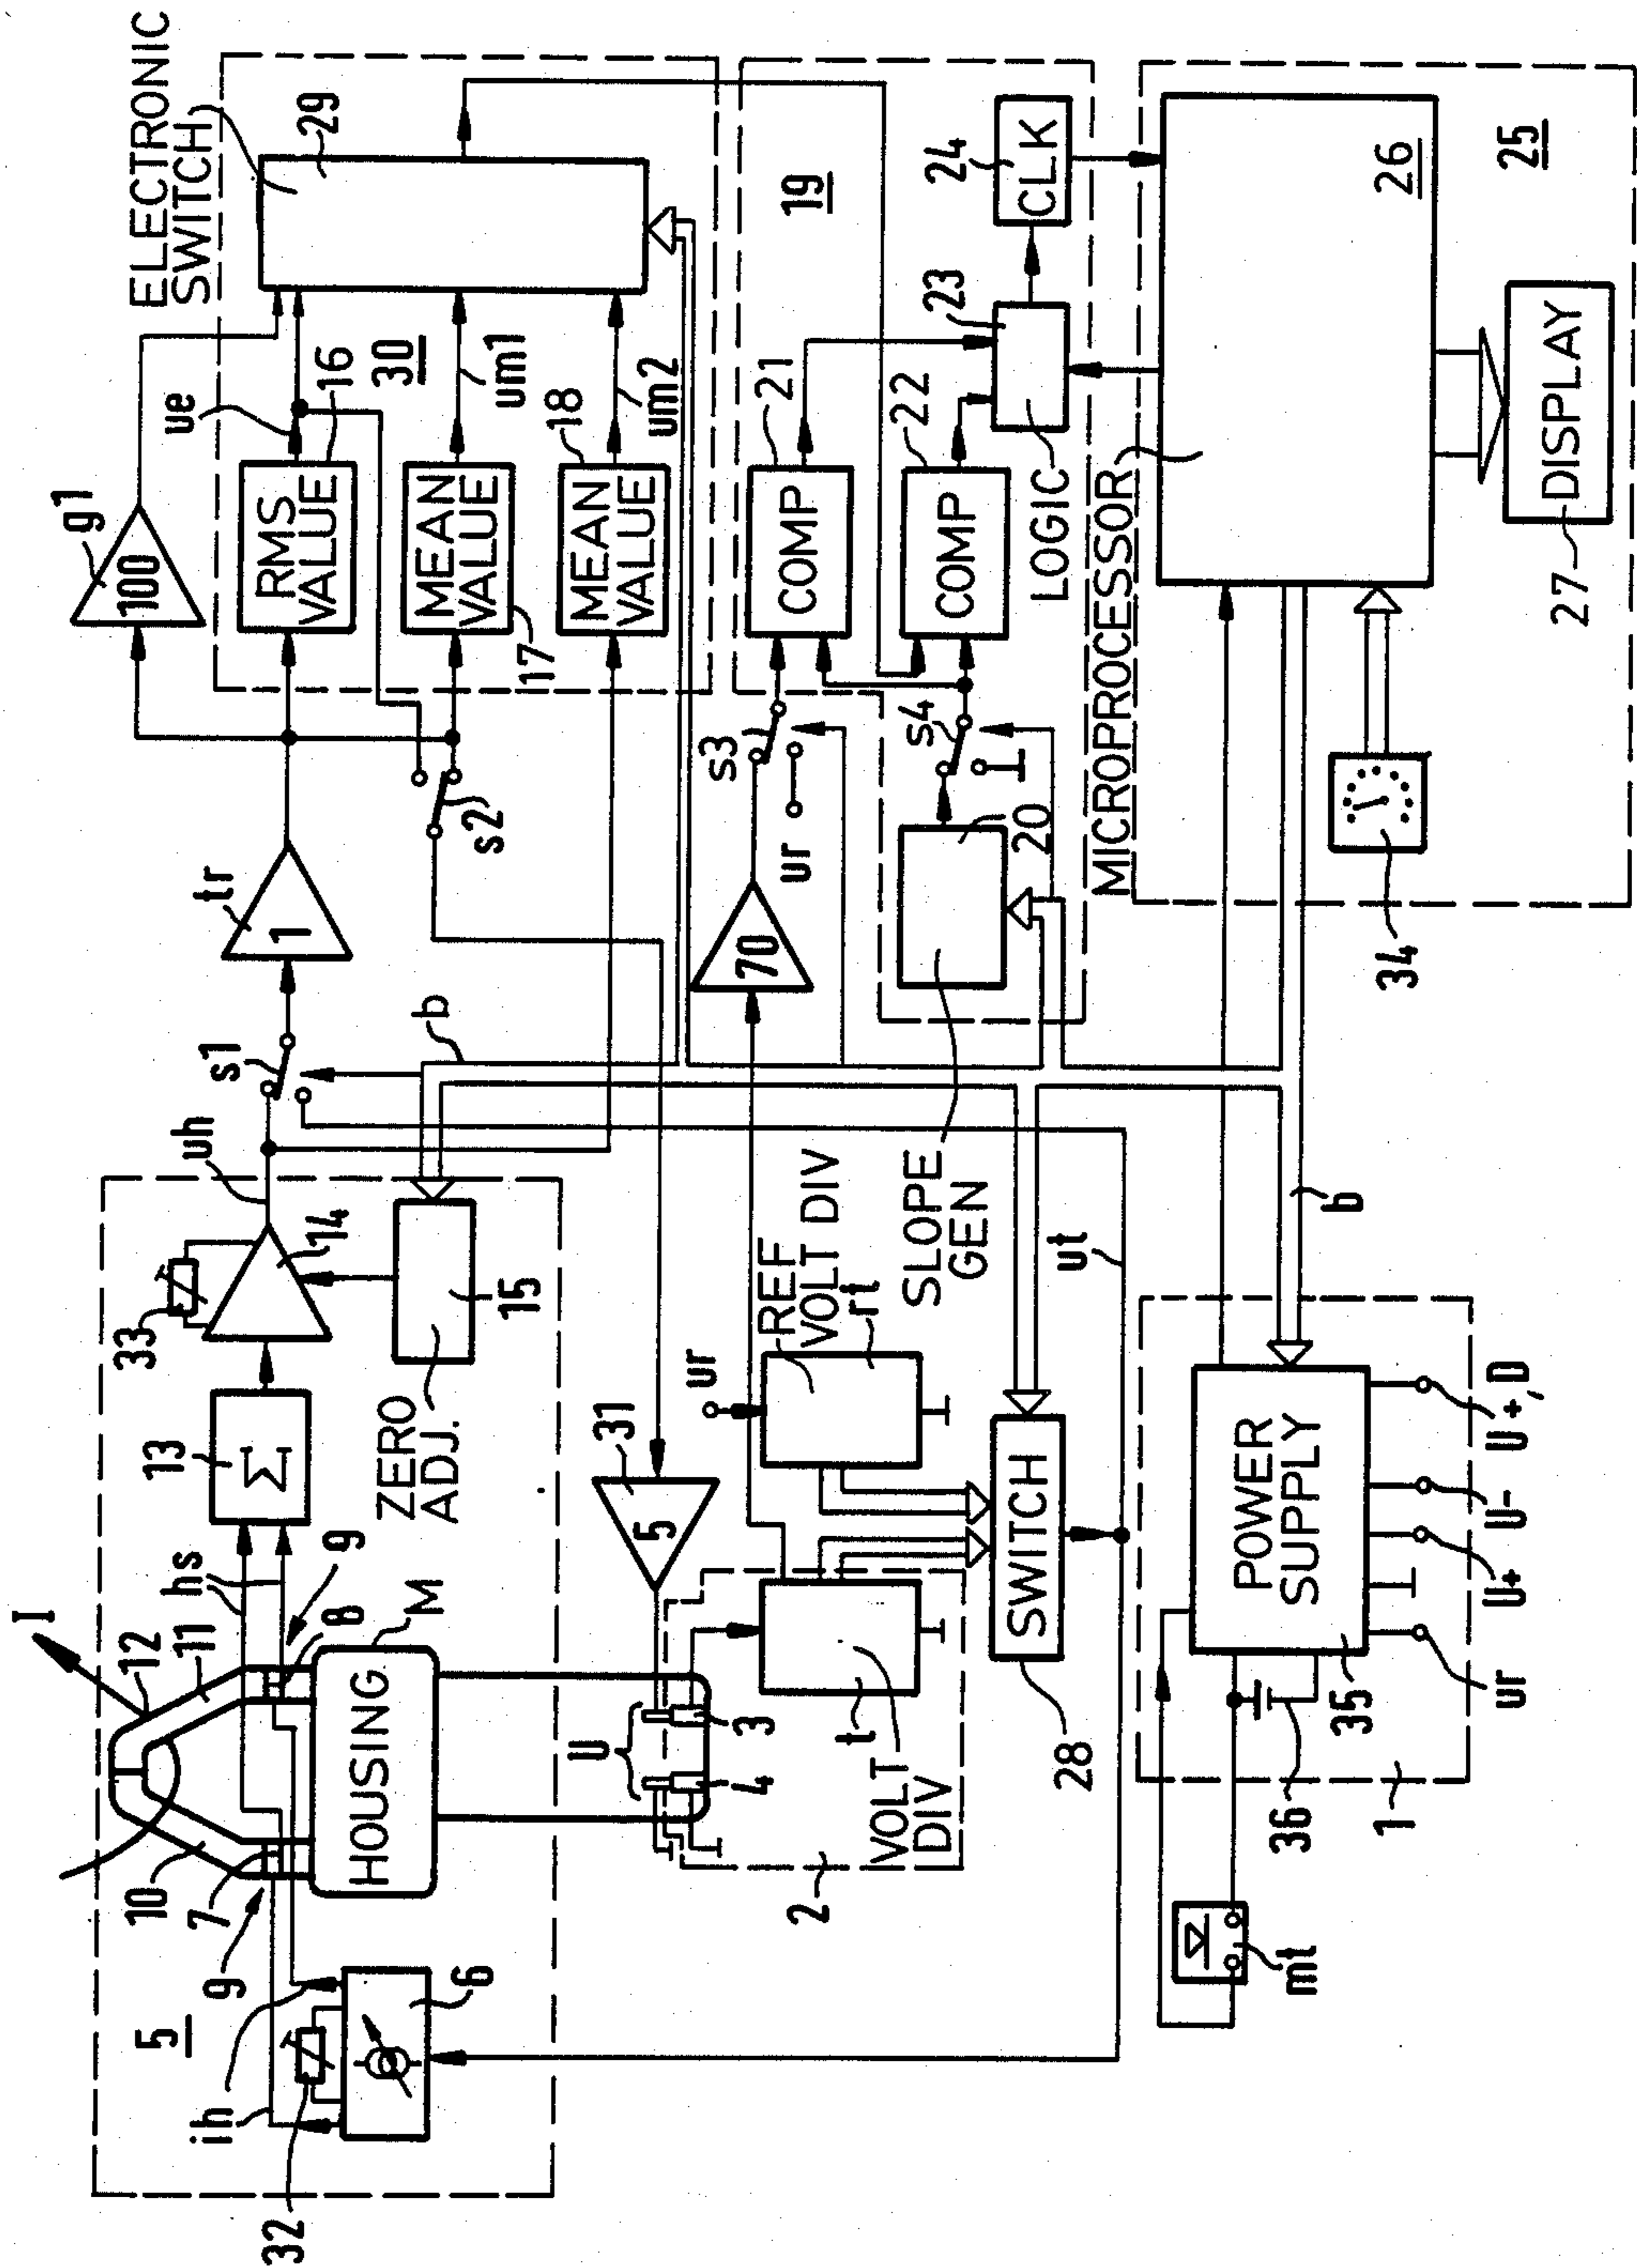 I
12
11
10
7
9
8
9
hs
5
ih
32
6
HOUSING
M
13
Σ
33
14
uh
ZERO
ADJ.
15
s1
b
tr
1
g1
100
ue
RMS
VALUE
16
30
MEAN
VALUE
17
um1
18
MEAN
VALUE
um2
ELECTRONIC
SWITCH
29
s2
31
5
U
3
4
2
t
VOLT
DIV
ur
REF
VOLT DIV
rt
SWITCH
28
ut
70
s3
ur
SLOPE
GEN
20
s4
19
COMP
21
COMP
22
LOGIC
23
24
CLK
MICROPROCESSOR
26
25
DISPLAY
27
34
b
POWER
SUPPLY
35
36
1
mt
ur
U+
U-
U+,D